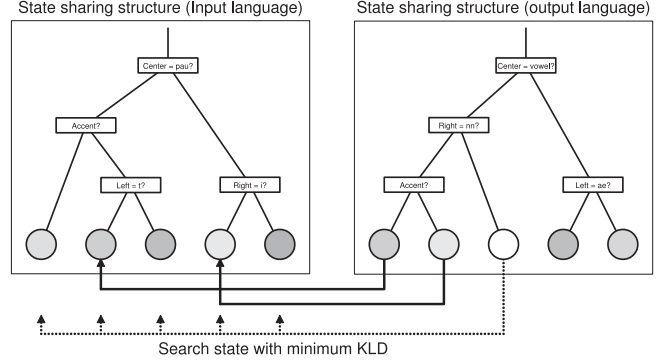 State sharing structure (Input language)
State sharing structure (output language)
Center = pau?
Center = vowel?
Accent?
Right = nn?
Left = t?
Right = i?
Accent?
Left = ae?
Search state with minimum KLD